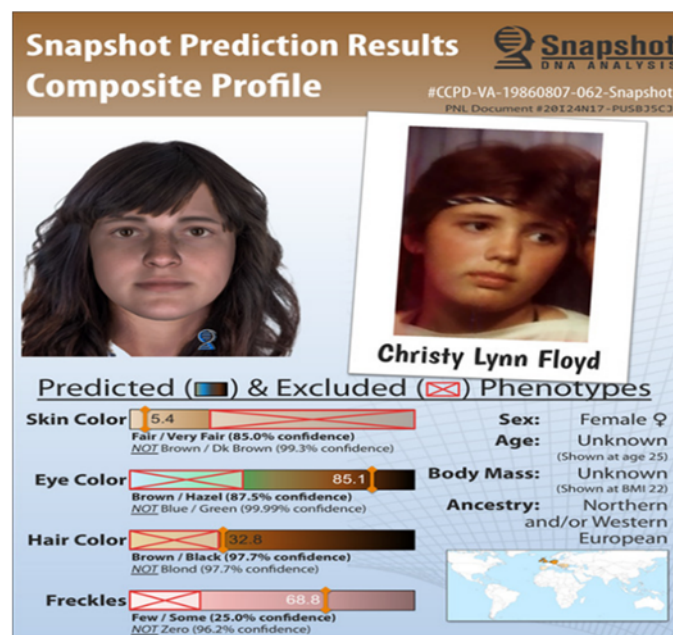 Snapshot Prediction Results
Composite Profile
Snapshot
DNA ANALYSIS
#CCPD-VA-19860807-062-Snapshot
PNL Document #20I24N17-PUSBJ5CJ
Christy Lynn Floyd
Predicted ( ) & Excluded ( ) Phenotypes
Skin Color
5.4
Fair / Very Fair (85.0% confidence)
NOT Brown / Dk Brown (99.3% confidence)
Eye Color
85.1
Brown / Hazel (87.5% confidence)
NOT Blue / Green (99.99% confidence)
Hair Color
32.8
Brown / Black (97.7% confidence)
NOT Blond (97.7% confidence)
Freckles
68.8
Few / Some (25.0% confidence)
NOT Zero (96.2% confidence)
Sex: Female ♀
Age: Unknown
(Shown at age 25)
Body Mass: Unknown
(Shown at BMI 22)
Ancestry: Northern
and/or Western
European